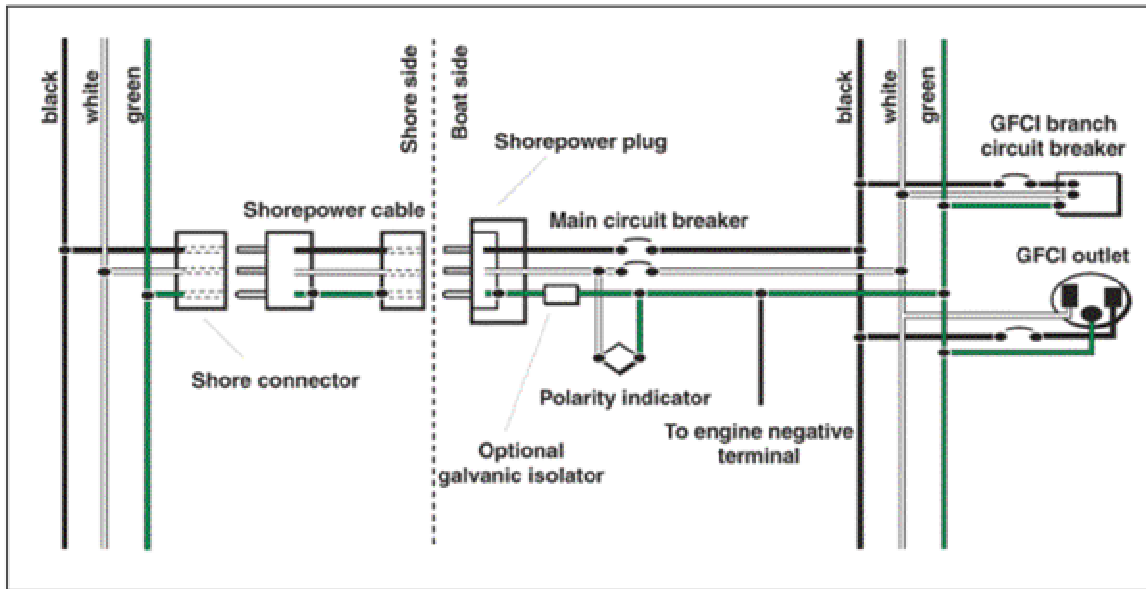 black
white
green
Shore side
Boat side
Shorepower plug
Shorepower cable
Main circuit breaker
Shore connector
Polarity indicator
Optional
galvanic isolator
To engine negative
terminal
black
white
green
GFCI branch
circuit breaker
GFCI outlet